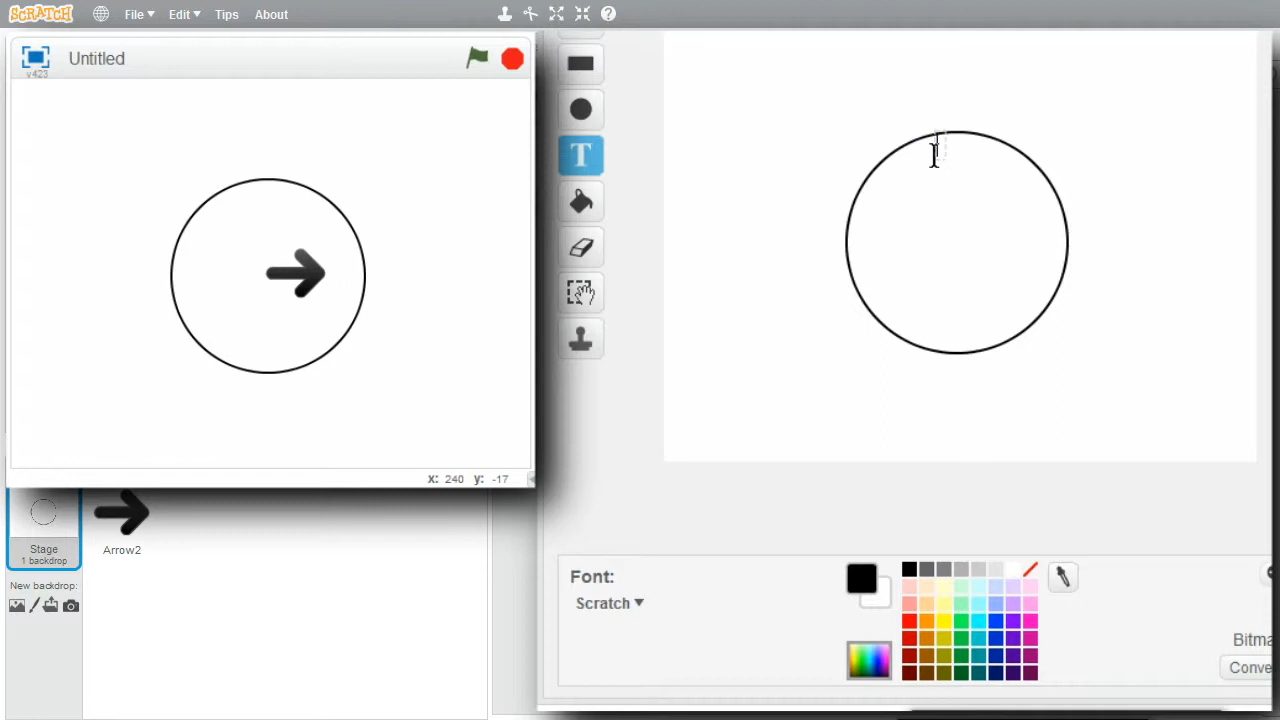 SCRATCH File Edit Tips About
Untitled
v423
T
x: 240 y: -17
Stage
1 backdrop
Arrow2
New backdrop:
Font:
Scratch
Bitma
Conve